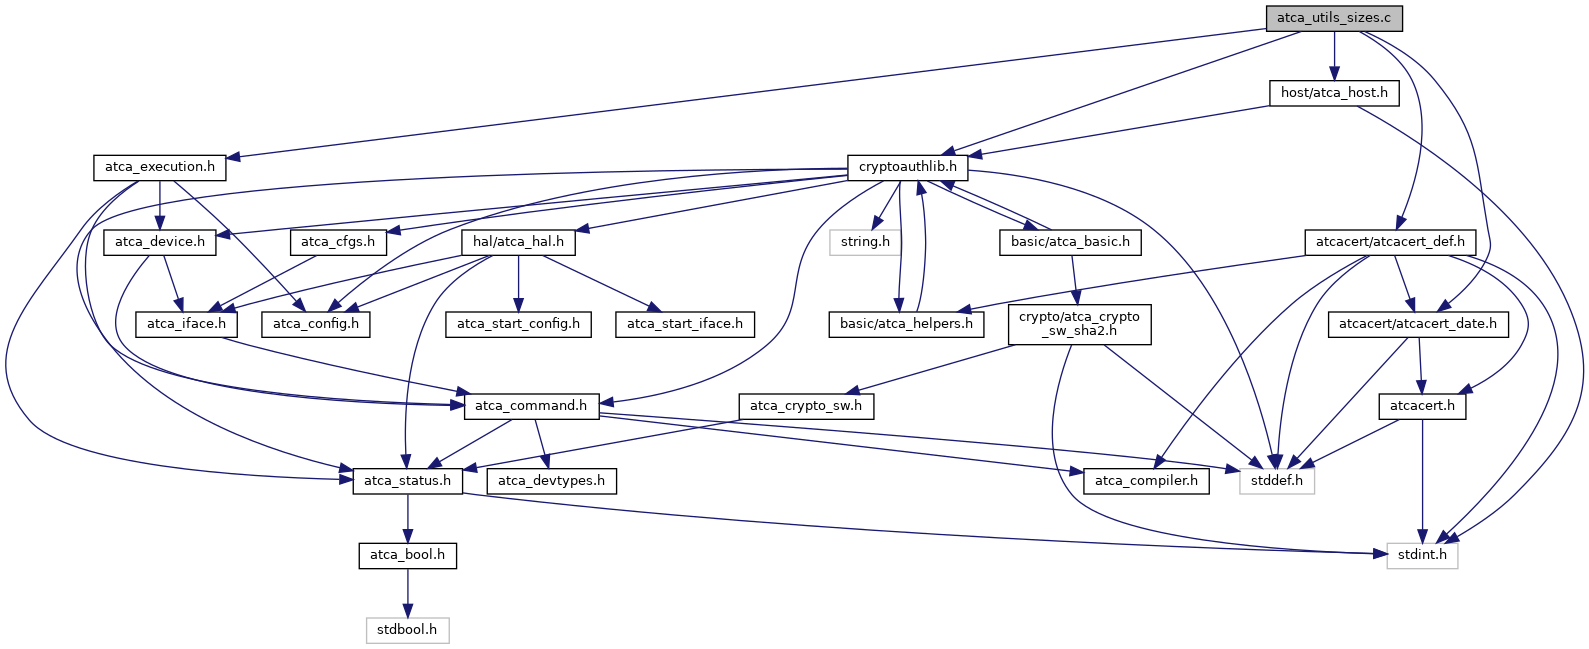 atca_utils_sizes.c
host/atca_host.h
atca_execution.h
cryptoauthlib.h
atca_device.h
atca_cfgs.h
hal/atca_hal.h
string.h
basic/atca_basic.h
atcacert/atcacert_def.h
atca_iface.h
atca_config.h
atca_start_config.h
atca_start_iface.h
basic/atca_helpers.h
crypto/atca_crypto
_sw_sha2.h
atcacert/atcacert_date.h
atca_command.h
atca_crypto_sw.h
atcacert.h
atca_status.h
atca_devtypes.h
atca_compiler.h
stddef.h
atca_bool.h
stdint.h
stdbool.h